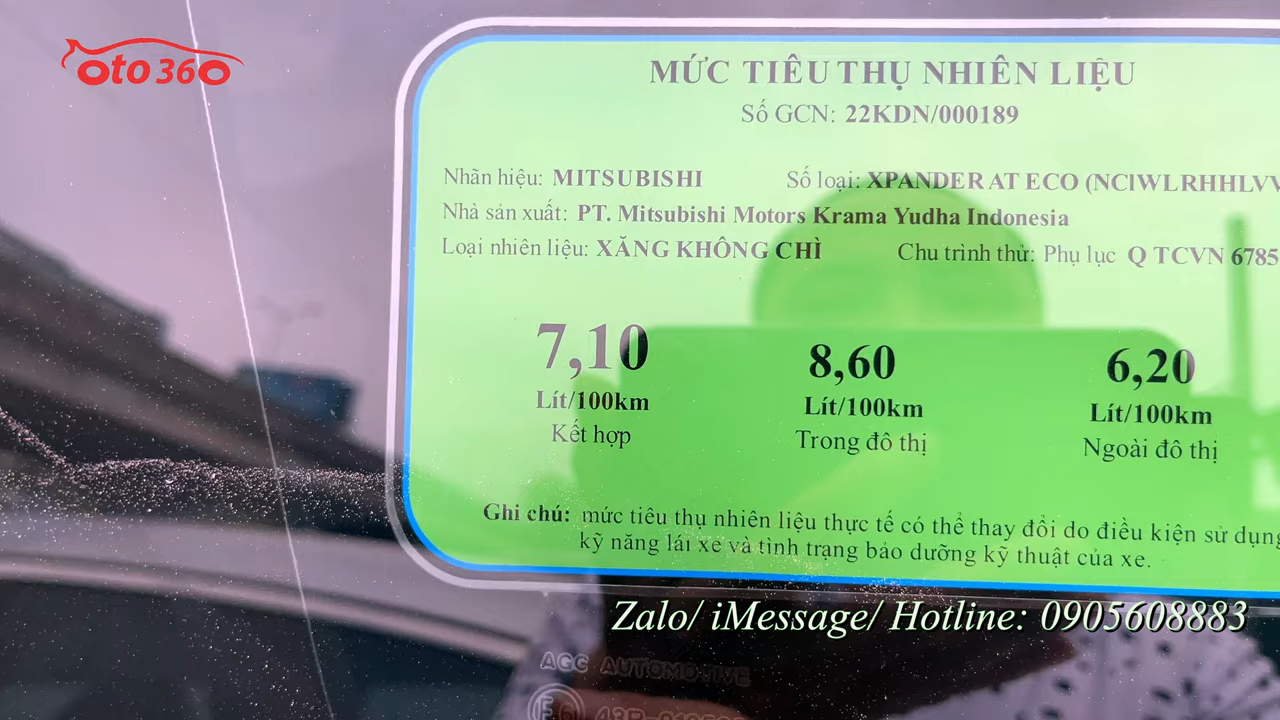 oto360
MỨC TIÊU THỤ NHIÊN LIỆU
Số GCN: 22KDN/000189
Nhãn hiệu: MITSUBISHI Số loại: XPANDER AT ECO (NC1WLRHHLVV
Nhà sản xuất: PT. Mitsubishi Motors Krama Yudha Indonesia
Loại nhiên liệu: XĂNG KHÔNG CHÌ Chu trình thử: Phụ lục Q TCVN 6785
7,10 8,60 6,20
Lít/100km Lít/100km Lít/100km
Kết hợp Trong đô thị Ngoài đô thị
Ghi chú: mức tiêu thụ nhiên liệu thực tế có thể thay đổi do điều kiện sử dụng
kỹ năng lái xe và tình trạng bảo dưỡng kỹ thuật của xe.
Zalo/ iMessage/ Hotline: 0905608883
AGC AUTOMOTIVE